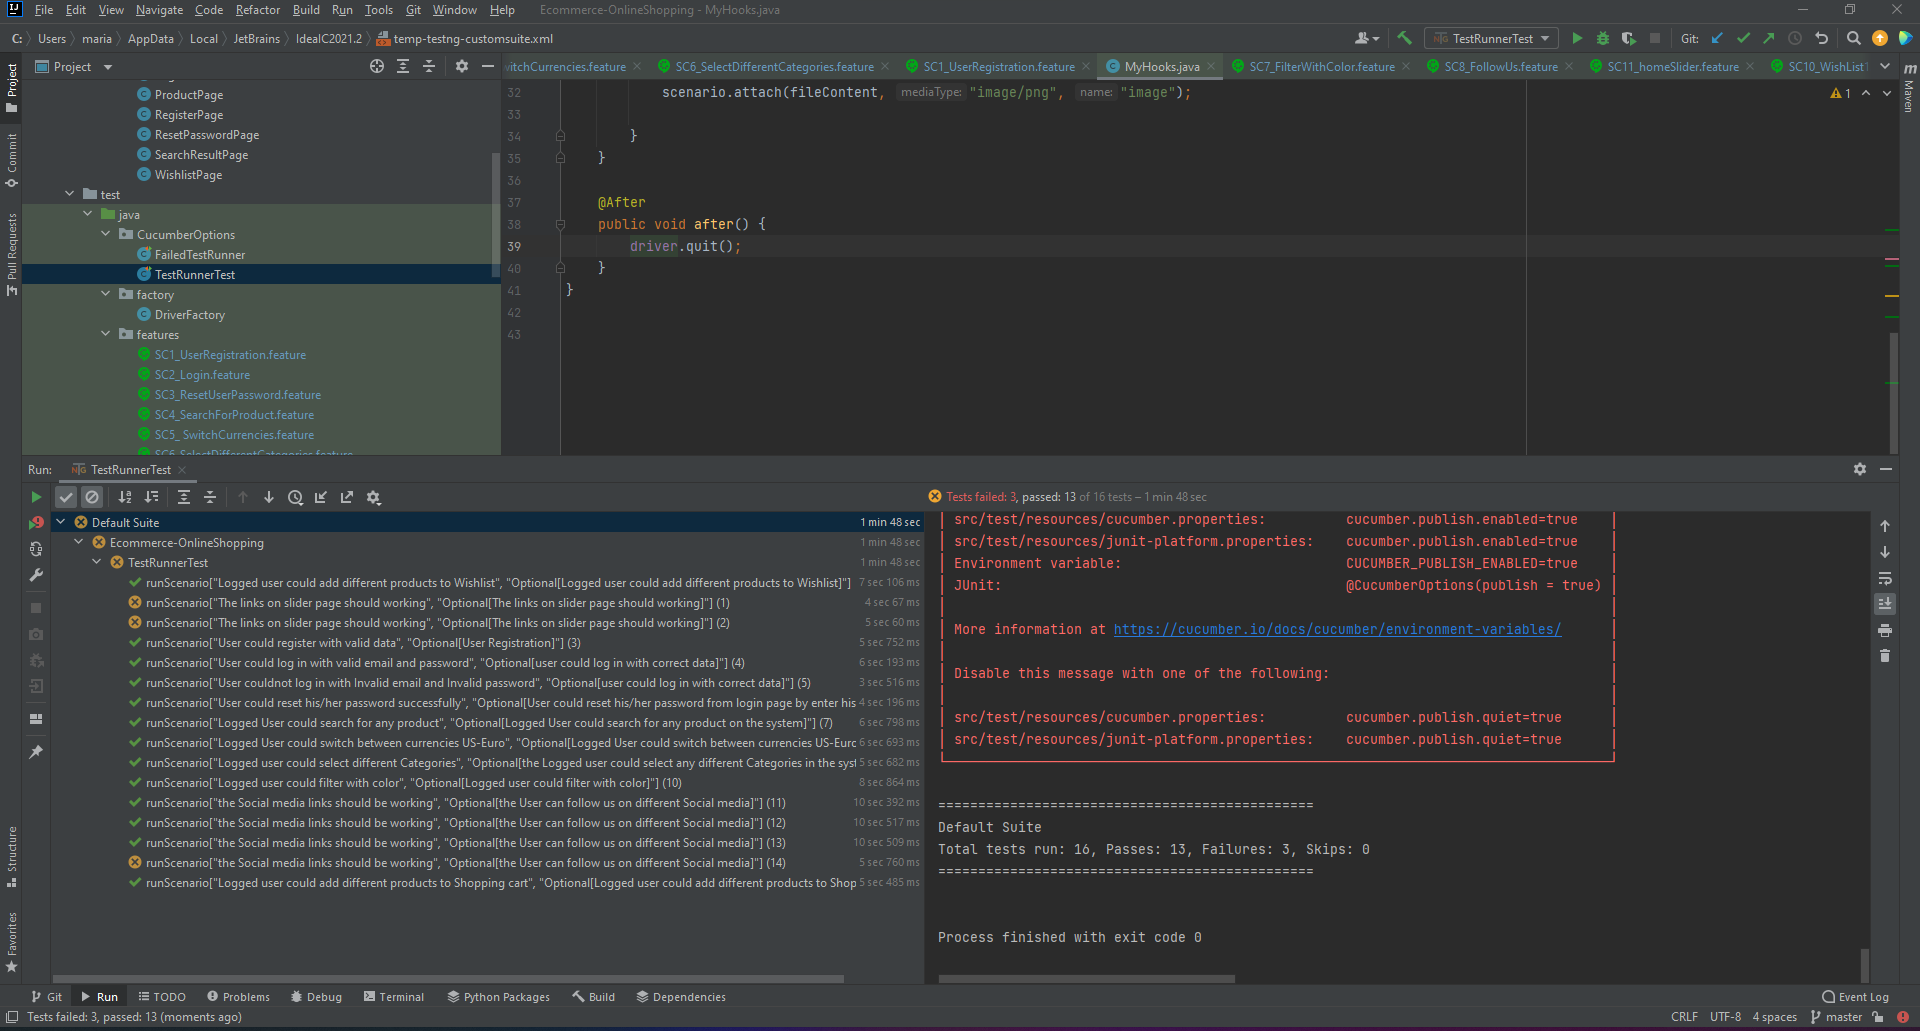 File Edit View Navigate Code Refactor Build Run Tools Git Window Help Ecommerce-OnlineShopping - MyHooks.java
C: Users maria AppData Local JetBrains IdealC2021.2 temp-testng-customsuite.xml TestRunnerTest Git:
Project
witchCurrencies.feature SC6_SelectDifferentCategories.feature SC1_UserRegistration.feature MyHooks.java SC7_FilterWithColor.feature SC8_FollowUs.feature SC11_homeSlider.feature SC10_WishList
Project
Commit
Pull Requests
Structure
Favorites
Maven
ProductPage
RegisterPage
ResetPasswordPage
SearchResultPage
WishlistPage
test
java
CucumberOptions
FailedTestRunner
TestRunnerTest
factory
DriverFactory
features
SC1_UserRegistration.feature
SC2_Login.feature
SC3_ResetUserPassword.feature
SC4_SearchForProduct.feature
SC5_ SwitchCurrencies.feature
SC6_SelectDifferentCategories.feature
32 scenario.attach(fileContent, mediaType: "image/png", name: "image");
33
34 }
35 }
36
37 @After
38 public void after() {
39 driver.quit();
40 }
41 }
42
43
1
Run: TestRunnerTest
Tests failed: 3, passed: 13 of 16 tests – 1 min 48 sec
Default Suite 1 min 48 sec
Ecommerce-OnlineShopping 1 min 48 sec
TestRunnerTest 1 min 48 sec
runScenario["Logged user could add different products to Wishlist", "Optional[Logged user could add different products to Wishlist]"] 7 sec 106 ms
runScenario["The links on slider page should working", "Optional[The links on slider page should working]"] (1) 4 sec 67 ms
runScenario["The links on slider page should working", "Optional[The links on slider page should working]"] (2) 5 sec 60 ms
runScenario["User could register with valid data", "Optional[User Registration]"] (3) 5 sec 752 ms
runScenario["User could log in with valid email and password", "Optional[user could log in with correct data]"] (4) 6 sec 193 ms
runScenario["User couldnot log in with Invalid email and Invalid password", "Optional[user could log in with correct data]"] (5) 3 sec 516 ms
runScenario["User could reset his/her password successfully", "Optional[User could reset his/her password from login page by enter his 4 sec 196 ms
runScenario["Logged User could search for any product", "Optional[Logged User could search for any product on the system]"] (7) 6 sec 798 ms
runScenario["Logged User could switch between currencies US-Euro", "Optional[Logged User could switch between currencies US-Eurc 6 sec 693 ms
runScenario["Logged user could select different Categories", "Optional[the Logged user could select any different Categories in the syst 5 sec 682 ms
runScenario["Logged user could filter with color", "Optional[Logged user could filter with color]"] (10) 8 sec 864 ms
runScenario["the Social media links should be working", "Optional[the User can follow us on different Social media]"] (11) 10 sec 392 ms
runScenario["the Social media links should be working", "Optional[the User can follow us on different Social media]"] (12) 10 sec 517 ms
runScenario["the Social media links should be working", "Optional[the User can follow us on different Social media]"] (13) 10 sec 509 ms
runScenario["the Social media links should be working", "Optional[the User can follow us on different Social media]"] (14) 5 sec 760 ms
runScenario["Logged user could add different products to Shopping cart", "Optional[Logged user could add different products to Shop 5 sec 485 ms
src/test/resources/cucumber.properties: cucumber.publish.enabled=true
src/test/resources/junit-platform.properties: cucumber.publish.enabled=true
Environment variable: CUCUMBER_PUBLISH_ENABLED=true
JUnit: @CucumberOptions(publish = true)
More information at https://cucumber.io/docs/cucumber/environment-variables/
Disable this message with one of the following:
src/test/resources/cucumber.properties: cucumber.publish.quiet=true
src/test/resources/junit-platform.properties: cucumber.publish.quiet=true
===============================================
Default Suite
Total tests run: 16, Passes: 13, Failures: 3, Skips: 0
===============================================
Process finished with exit code 0
Git Run TODO Problems Debug Terminal Python Packages Build Dependencies Event Log
Tests failed: 3, passed: 13 (moments ago) CRLF UTF-8 4 spaces master